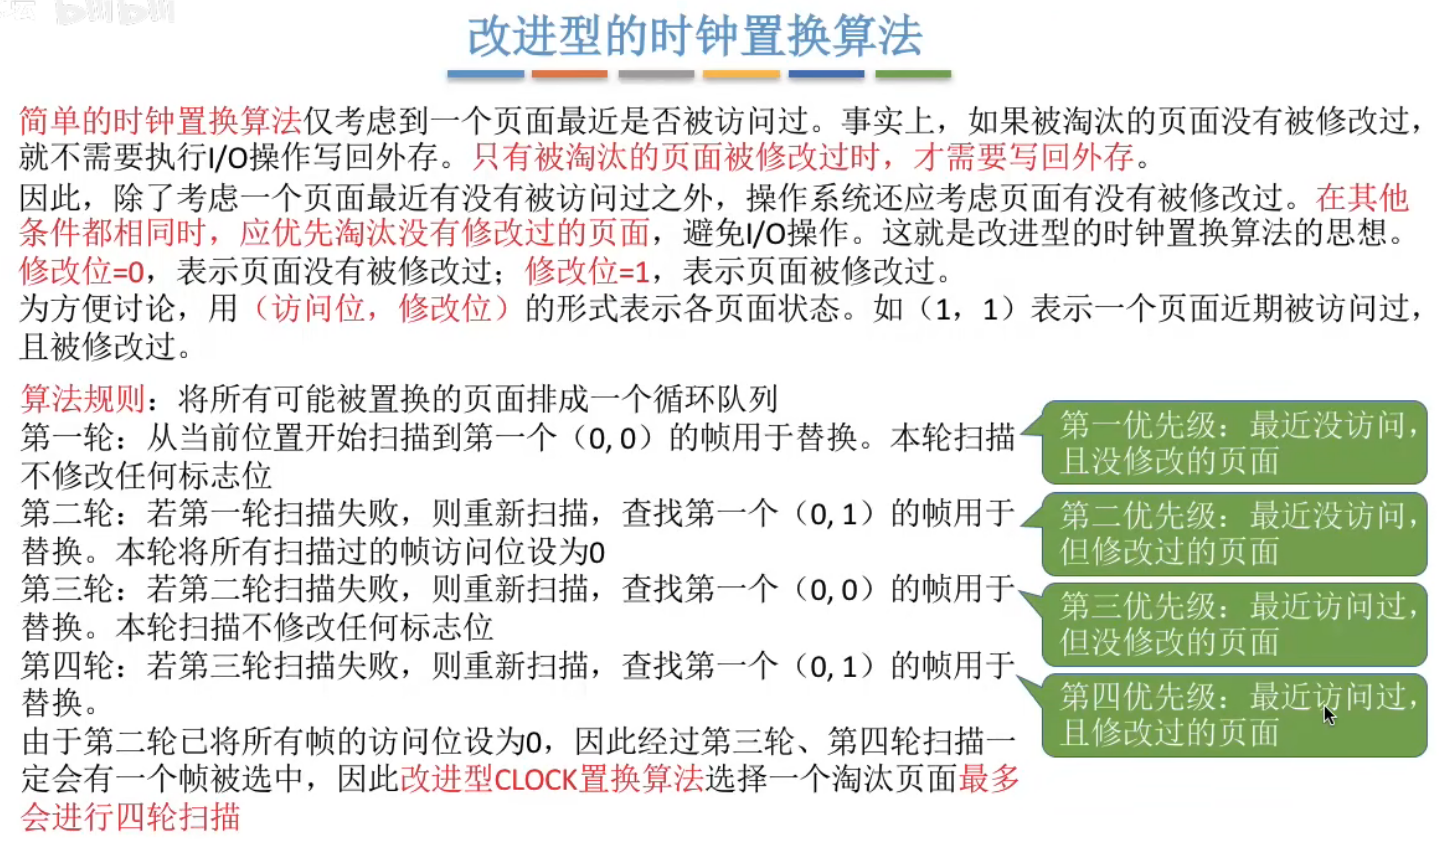 改进型的时钟置换算法
简单的时钟置换算法仅考虑到一个页面最近是否被访问过。事实上，如果被淘汰的页面没有被修改过，
就不需要执行I/O操作写回外存。只有被淘汰的页面被修改过时，才需要写回外存。
因此，除了考虑一个页面最近有没有被访问过之外，操作系统还应考虑页面有没有被修改过。在其他
条件都相同时，应优先淘汰没有修改过的页面，避免I/O操作。这就是改进型的时钟置换算法的思想。
修改位=0，表示页面没有被修改过；修改位=1，表示页面被修改过。
为方便讨论，用（访问位，修改位）的形式表示各页面状态。如（1，1）表示一个页面近期被访问过，
且被修改过。
算法规则：将所有可能被置换的页面排成一个循环队列
第一轮：从当前位置开始扫描到第一个（0, 0）的帧用于替换。本轮扫描
不修改任何标志位
第二轮：若第一轮扫描失败，则重新扫描，查找第一个（0, 1）的帧用于
替换。本轮将所有扫描过的帧访问位设为0
第三轮：若第二轮扫描失败，则重新扫描，查找第一个（0, 0）的帧用于
替换。本轮扫描不修改任何标志位
第四轮：若第三轮扫描失败，则重新扫描，查找第一个（0, 1）的帧用于
替换。
由于第二轮已将所有帧的访问位设为0，因此经过第三轮、第四轮扫描一
定会有一个帧被选中，因此改进型CLOCK置换算法选择一个淘汰页面最多
会进行四轮扫描
第一优先级：最近没访问，
且没修改的页面
第二优先级：最近没访问，
但修改过的页面
第三优先级：最近访问过，
但没修改的页面
第四优先级：最近访问过，
且修改过的页面